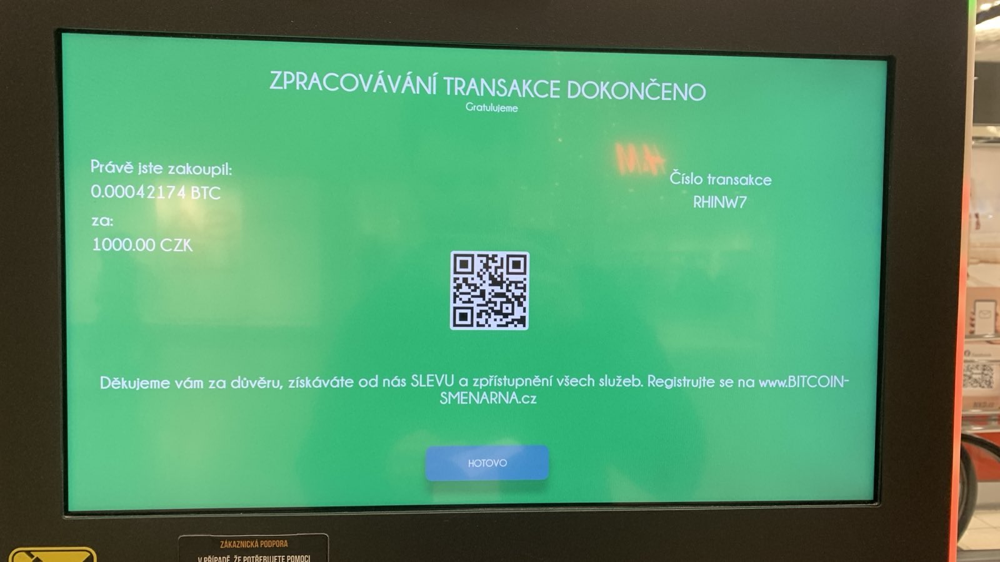 ZPRACOVÁVÁNÍ TRANSAKCE DOKONČENO
Gratulujeme
Právě jste zakoupil:
0.00042174 BTC
za:
1000.00 CZK
Číslo transakce
RHINW7
Děkujeme vám za důvěru, získáváte od nás SLEVU a zpřístupnění všech služeb. Registrujte se na www.BITCOIN-
SMENARNA.cz
HOTOVO
ZÁKAZNICKÁ PODPORA
V PŘÍPADĚ, ŽE POTŘEBUJETE POMOCI